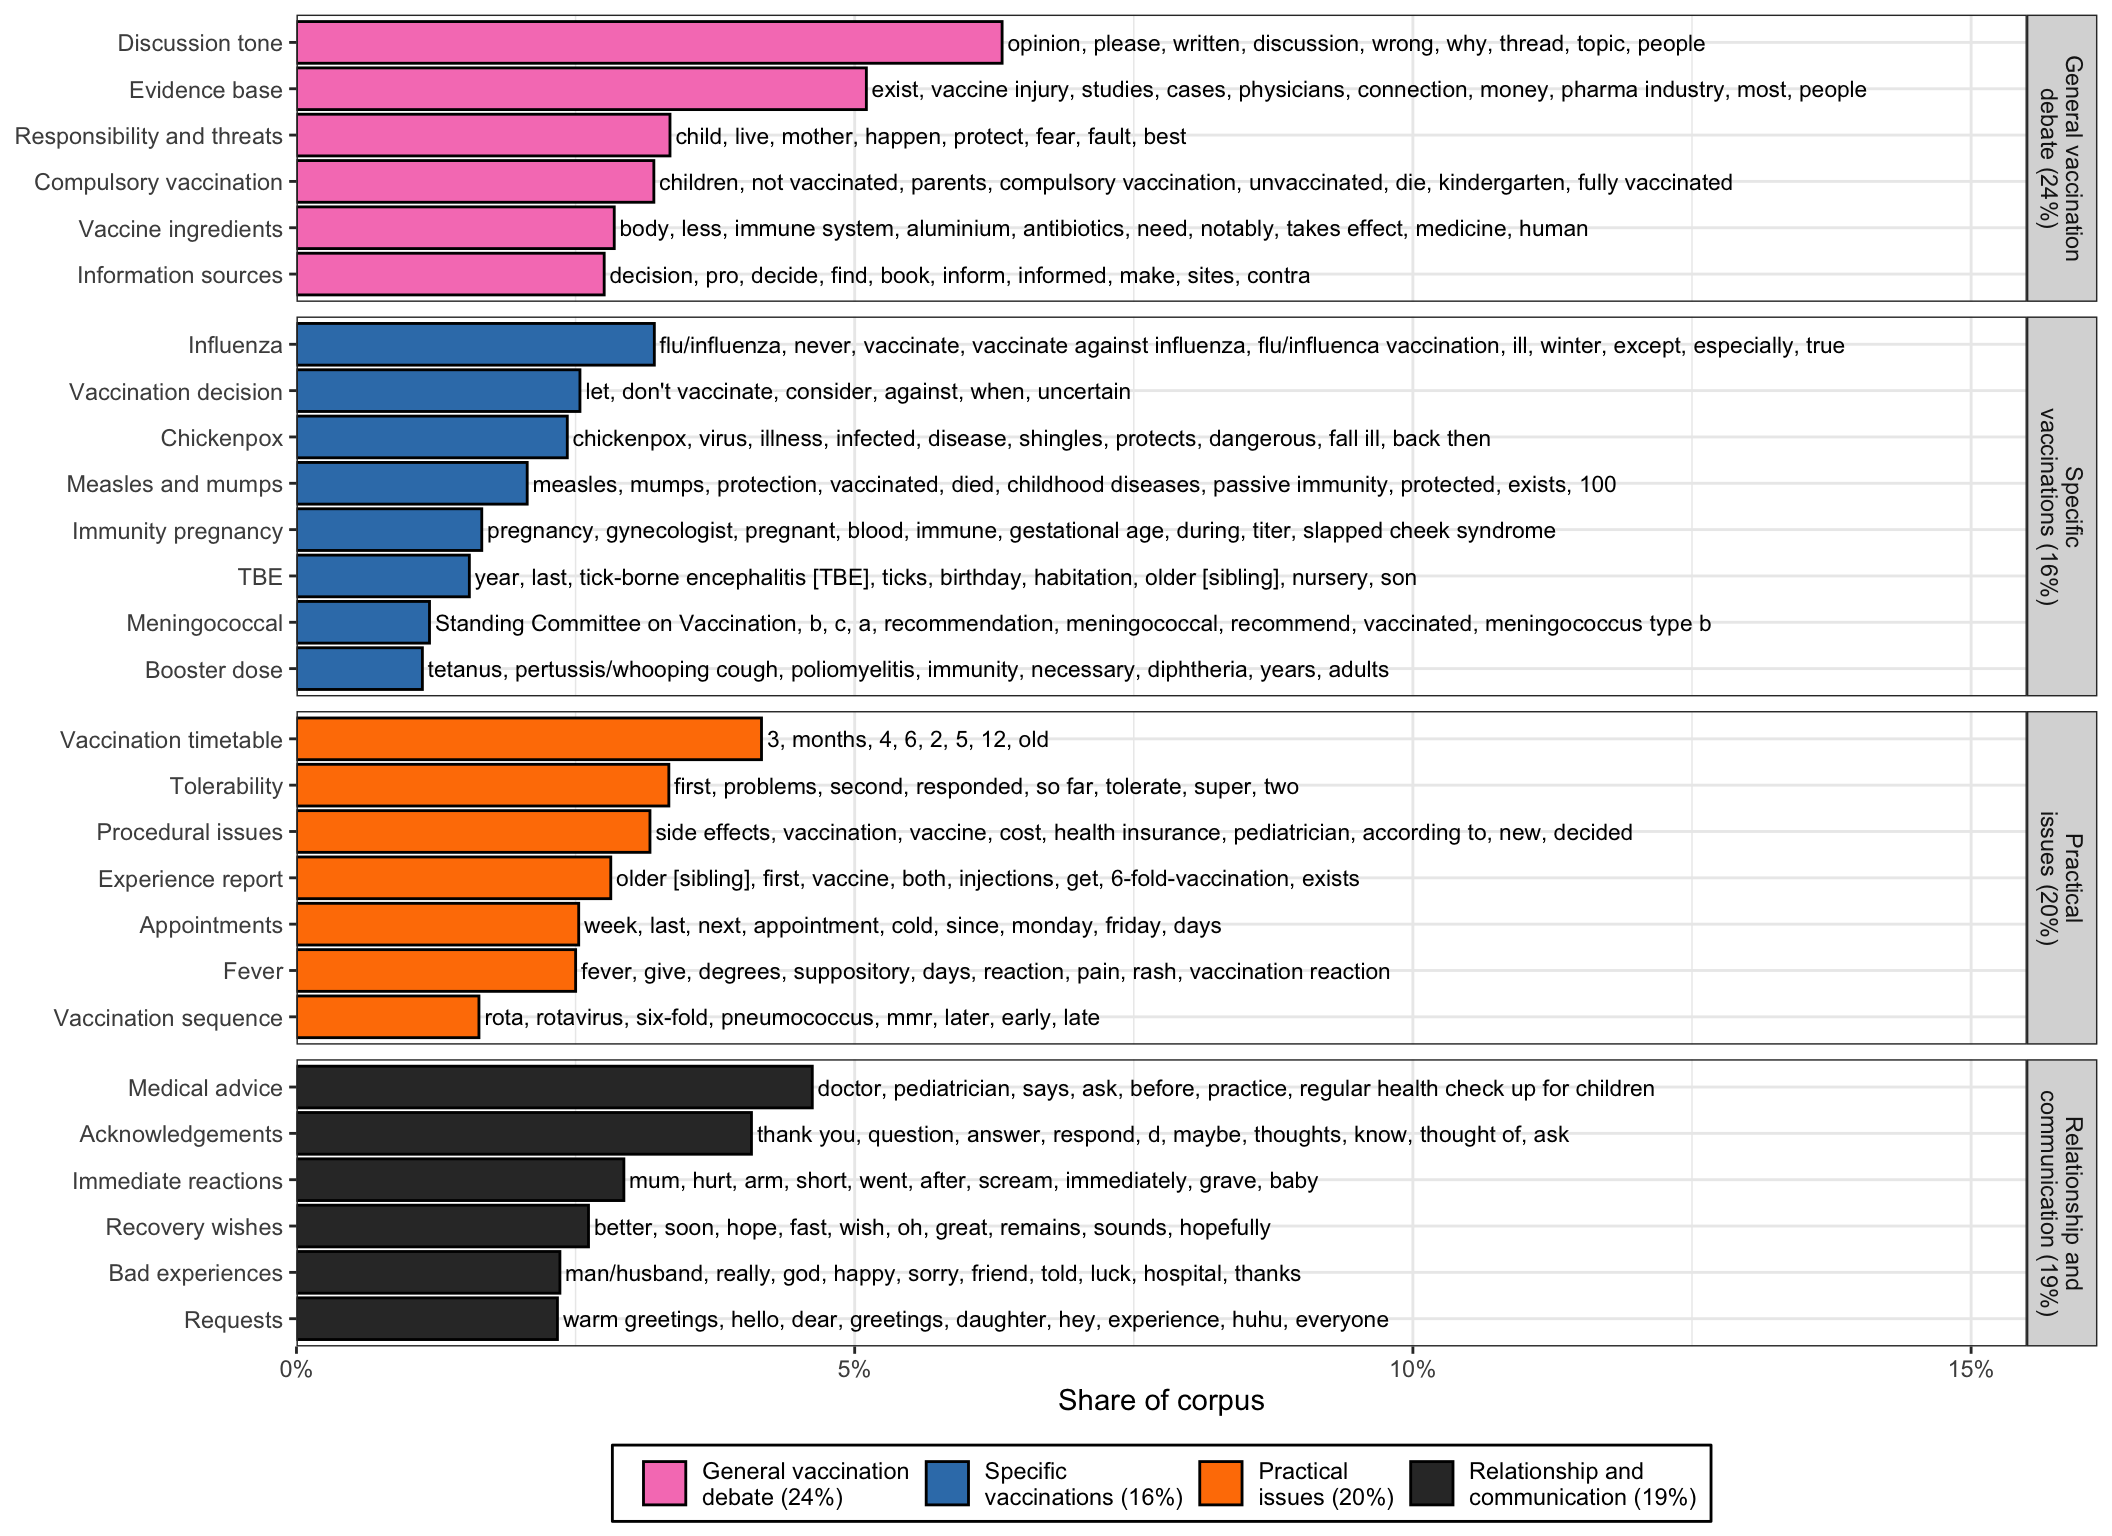 Discussion tone opinion, please, written, discussion, wrong, why, thread, topic, people
Evidence base exist, vaccine injury, studies, cases, physicians, connection, money, pharma industry, most, people
Responsibility and threats child, live, mother, happen, protect, fear, fault, best
Compulsory vaccination children, not vaccinated, parents, compulsory vaccination, unvaccinated, die, kindergarten, fully vaccinated
Vaccine ingredients body, less, immune system, aluminium, antibiotics, need, notably, takes effect, medicine, human
Information sources decision, pro, decide, find, book, inform, informed, make, sites, contra
General vaccination
debate (24%)
Influenza flu/influenza, never, vaccinate, vaccinate against influenza, flu/influenca vaccination, ill, winter, except, especially, true
Vaccination decision let, don't vaccinate, consider, against, when, uncertain
Chickenpox chickenpox, virus, illness, infected, disease, shingles, protects, dangerous, fall ill, back then
Measles and mumps measles, mumps, protection, vaccinated, died, childhood diseases, passive immunity, protected, exists, 100
Immunity pregnancy pregnancy, gynecologist, pregnant, blood, immune, gestational age, during, titer, slapped cheek syndrome
TBE year, last, tick-borne encephalitis [TBE], ticks, birthday, habitation, older [sibling], nursery, son
Meningococcal Standing Committee on Vaccination, b, c, a, recommendation, meningococcal, recommend, vaccinated, meningococcus type b
Booster dose tetanus, pertussis/whooping cough, poliomyelitis, immunity, necessary, diphtheria, years, adults
Specific
vaccinations (16%)
Vaccination timetable 3, months, 4, 6, 2, 5, 12, old
Tolerability first, problems, second, responded, so far, tolerate, super, two
Procedural issues side effects, vaccination, vaccine, cost, health insurance, pediatrician, according to, new, decided
Experience report older [sibling], first, vaccine, both, injections, get, 6-fold-vaccination, exists
Appointments week, last, next, appointment, cold, since, monday, friday, days
Fever fever, give, degrees, suppository, days, reaction, pain, rash, vaccination reaction
Vaccination sequence rota, rotavirus, six-fold, pneumococcus, mmr, later, early, late
Practical
issues (20%)
Medical advice doctor, pediatrician, says, ask, before, practice, regular health check up for children
Acknowledgements thank you, question, answer, respond, d, maybe, thoughts, know, thought of, ask
Immediate reactions mum, hurt, arm, short, went, after, scream, immediately, grave, baby
Recovery wishes better, soon, hope, fast, wish, oh, great, remains, sounds, hopefully
Bad experiences man/husband, really, god, happy, sorry, friend, told, luck, hospital, thanks
Requests warm greetings, hello, dear, greetings, daughter, hey, experience, huhu, everyone
Relationship and
communication (19%)
0% 5% 10% 15%
Share of corpus
General vaccination
debate (24%)
Specific
vaccinations (16%)
Practical
issues (20%)
Relationship and
communication (19%)